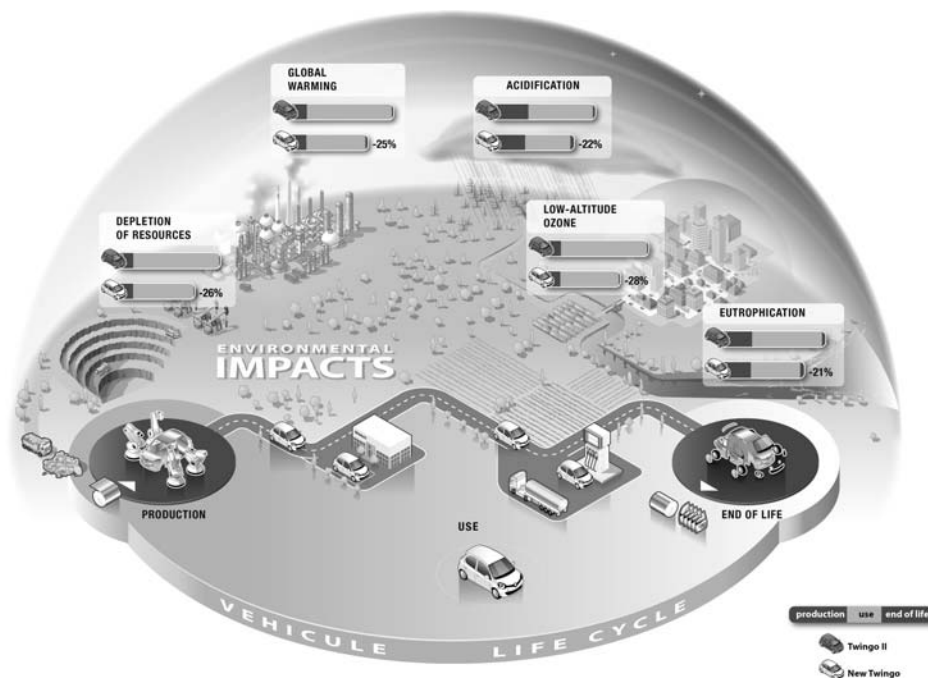 GLOBAL
WARMING
-25%
ACIDIFICATION
-22%
DEPLETION
OF RESOURCES
-26%
LOW-ALTITUDE
OZONE
-28%
EUTROPHICATION
-21%
ENVIRONMENTAL
IMPACTS
PRODUCTION
USE
END OF LIFE
VEHICULE LIFE CYCLE
production use end of life
Twingo II
New Twingo